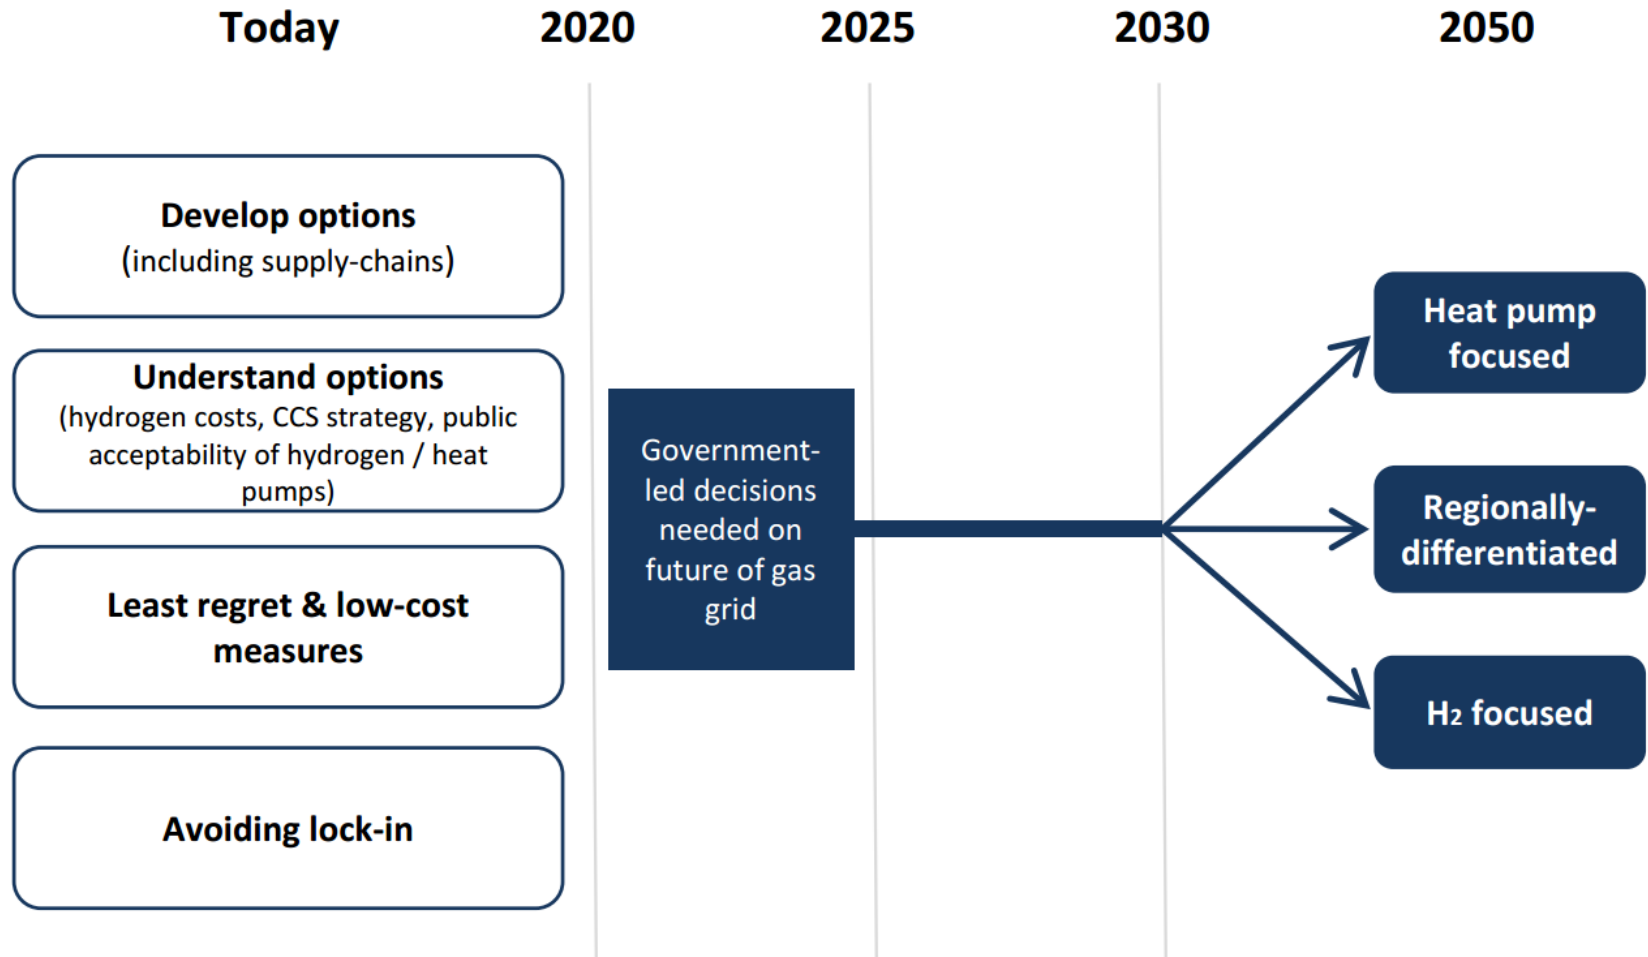 Today 2020 2025 2030 2050
Develop options
(including supply-chains)
Understand options
(hydrogen costs, CCS strategy, public
acceptability of hydrogen / heat
pumps)
Least regret & low-cost
measures
Avoiding lock-in
Government-
led decisions
needed on
future of gas
grid
Heat pump
focused
Regionally-
differentiated
H₂ focused